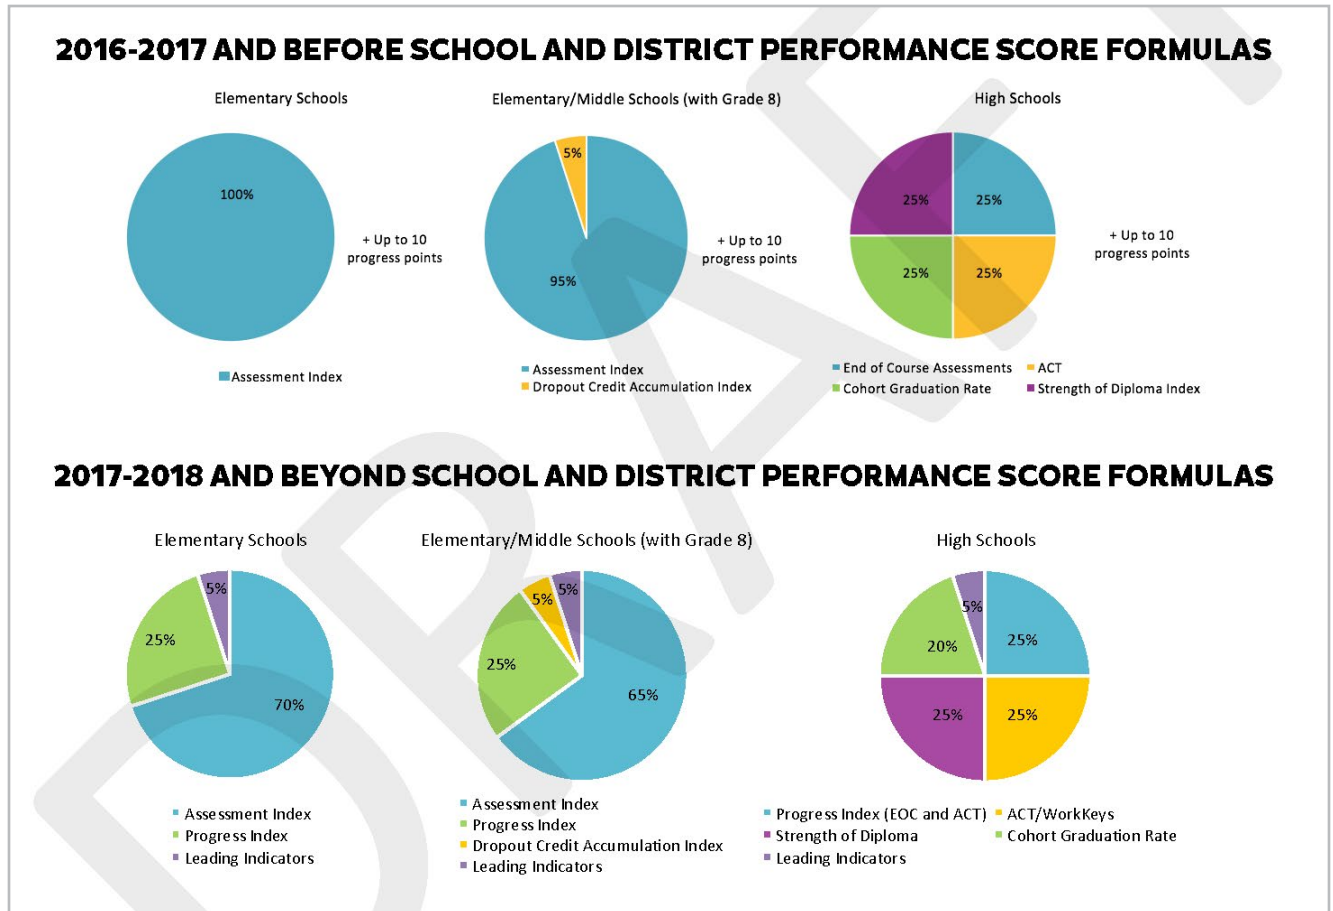 2016-2017 AND BEFORE SCHOOL AND DISTRICT PERFORMANCE SCORE FORMULAS
Elementary Schools
100%
+ Up to 10
progress points
Assessment Index
Elementary/Middle Schools (with Grade 8)
5%
95%
+ Up to 10
progress points
Assessment Index
Dropout Credit Accumulation Index
High Schools
25%
25%
25%
25%
+ Up to 10
progress points
End of Course Assessments
ACT
Cohort Graduation Rate
Strength of Diploma Index
2017-2018 AND BEYOND SCHOOL AND DISTRICT PERFORMANCE SCORE FORMULAS
Elementary Schools
5%
25%
70%
Assessment Index
Progress Index
Leading Indicators
Elementary/Middle Schools (with Grade 8)
5%
5%
25%
65%
Assessment Index
Progress Index
Dropout Credit Accumulation Index
Leading Indicators
High Schools
5%
20%
25%
25%
25%
Progress Index (EOC and ACT)
ACT/WorkKeys
Strength of Diploma
Cohort Graduation Rate
Leading Indicators
DRAFT